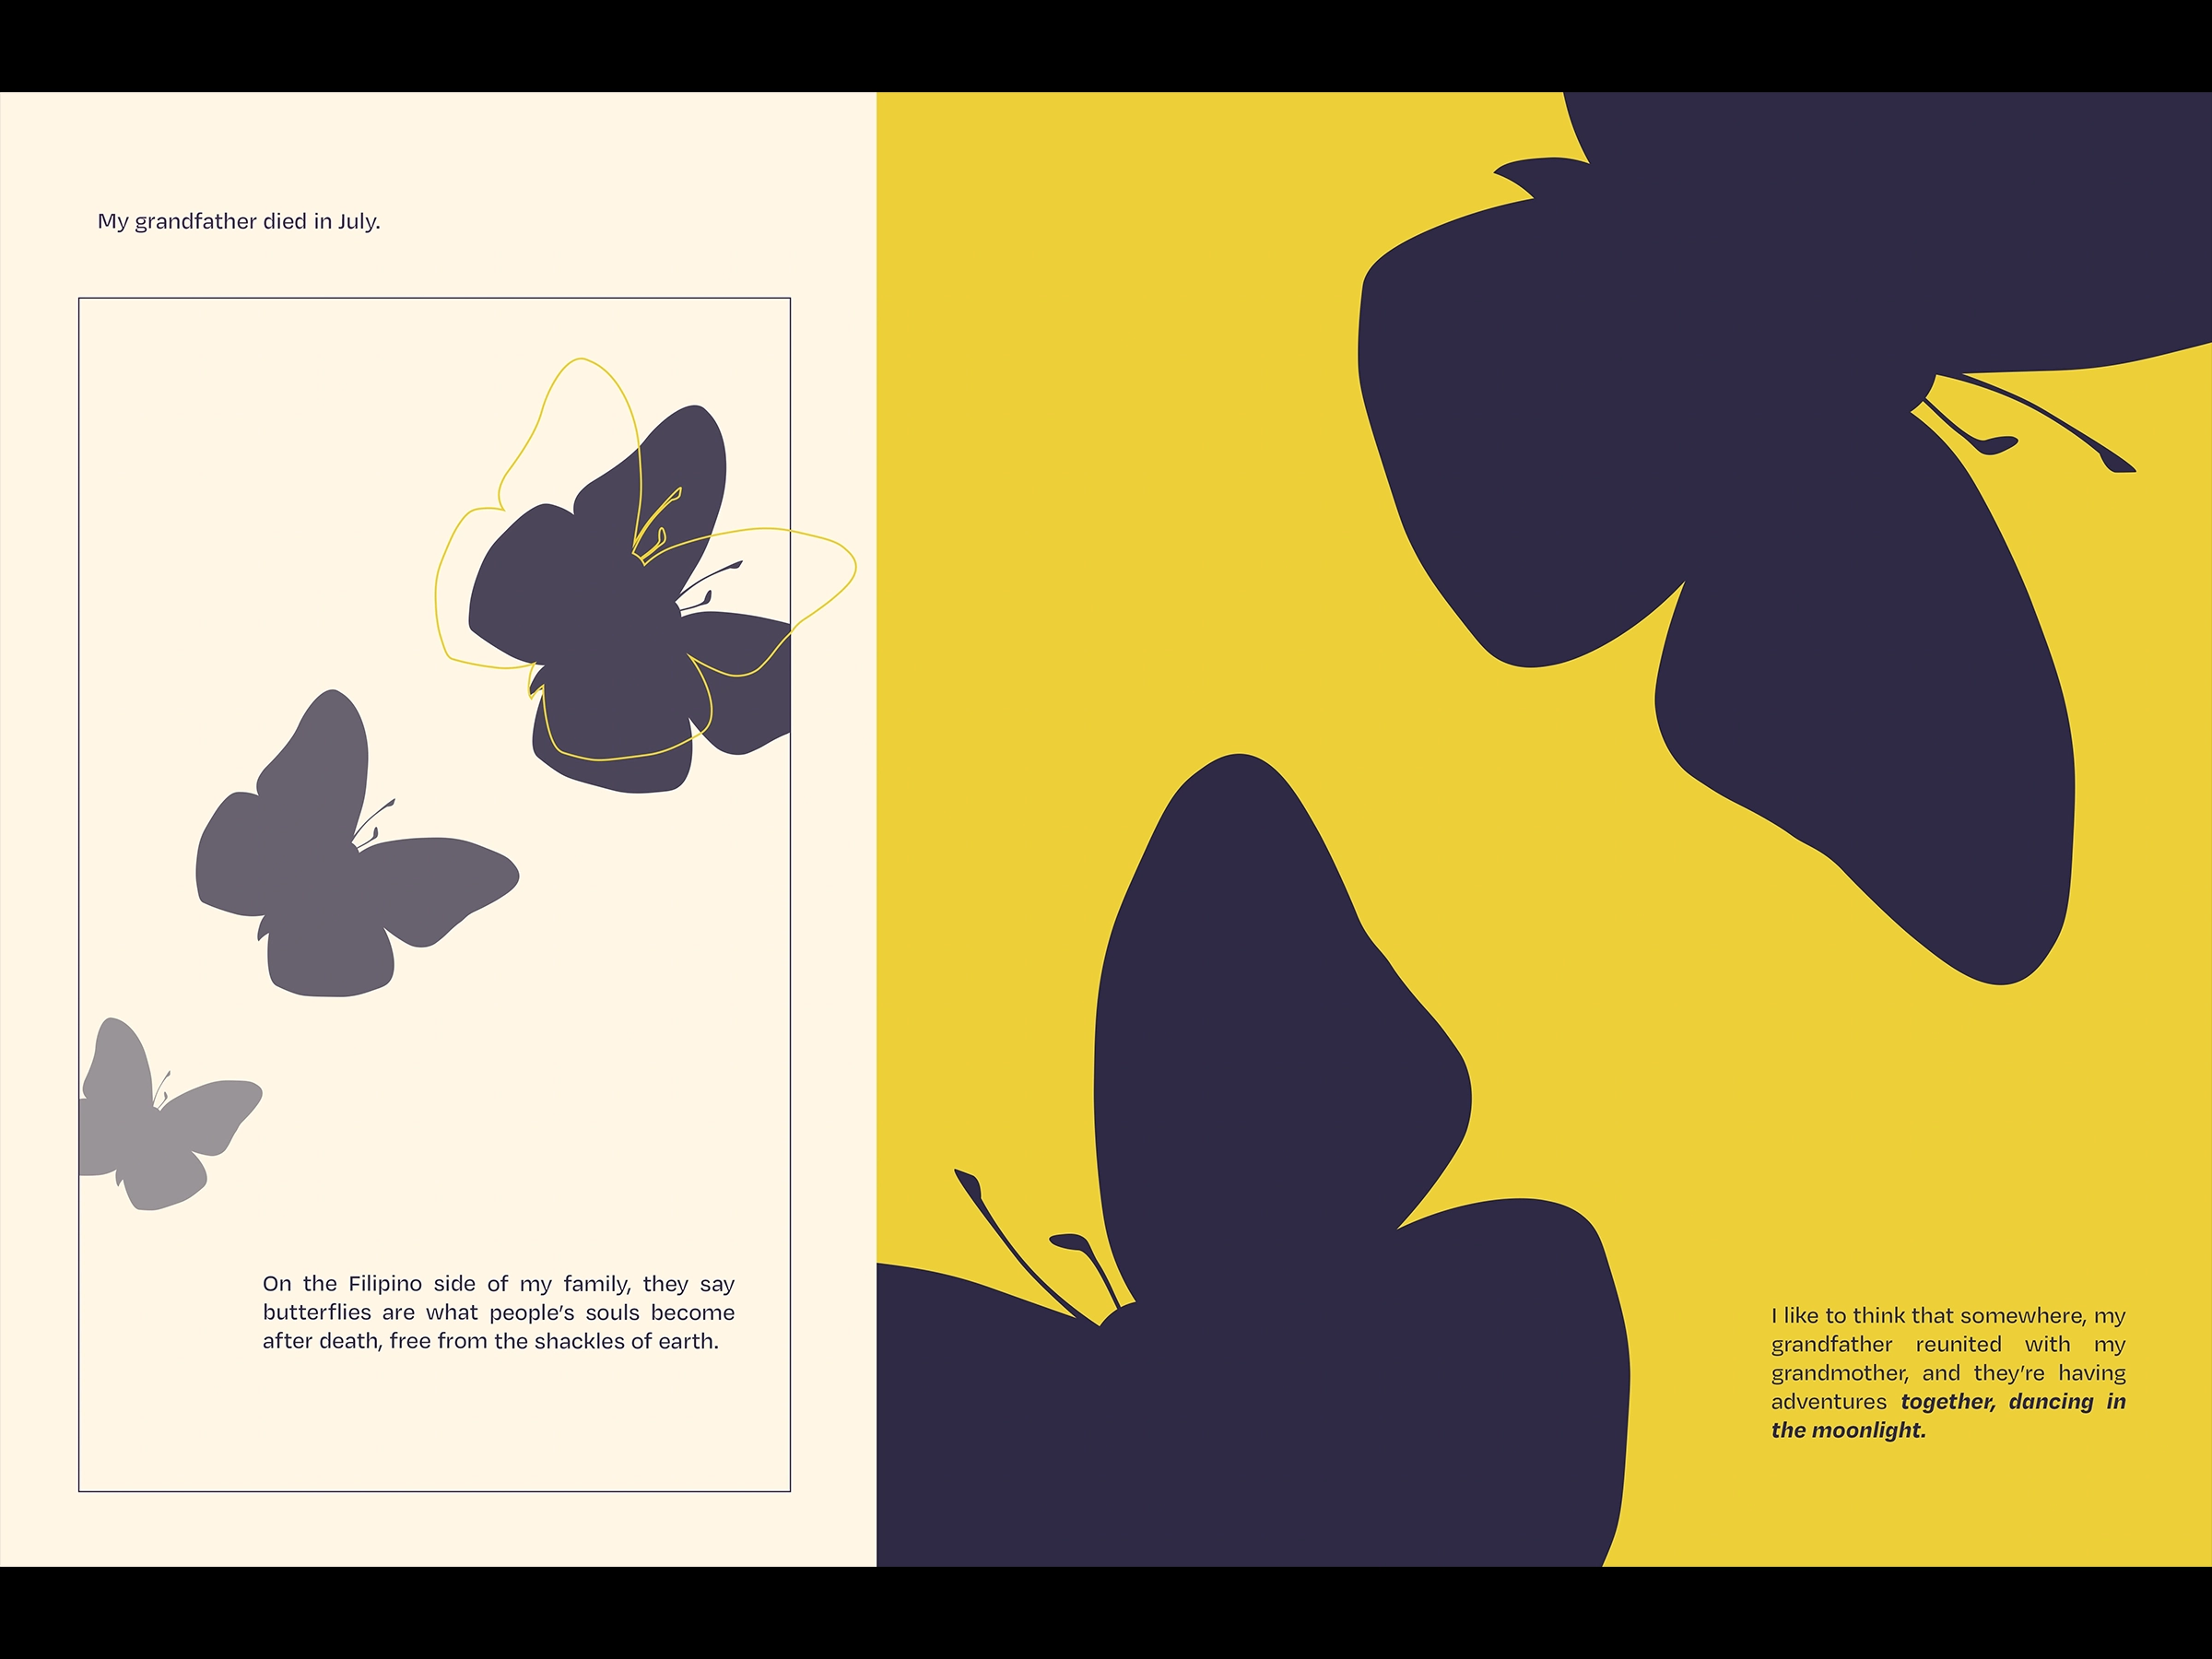 My grandfather died in July.
On the Filipino side of my family, they say
butterflies are what people’s souls become
after death, free from the shackles of earth.
I like to think that somewhere, my
grandfather reunited with my
grandmother, and they’re having
adventures together, dancing in
the moonlight.